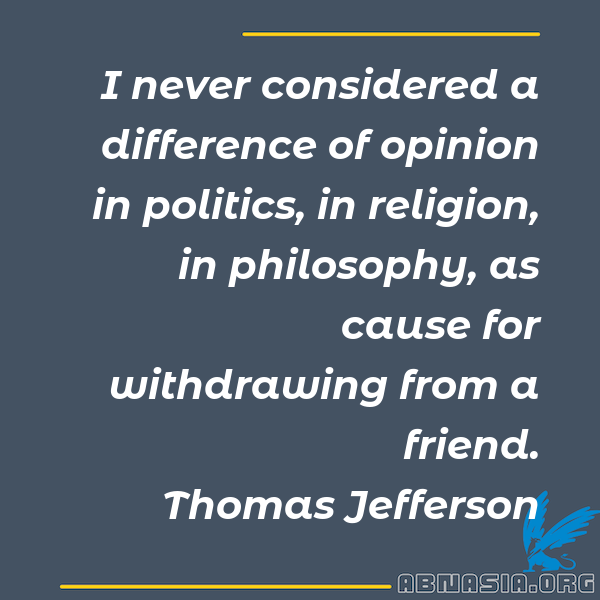 I never considered a
difference of opinion
in politics, in religion,
in philosophy, as
cause for
withdrawing from a
friend.
Thomas Jefferson
ABNASIA.ORG